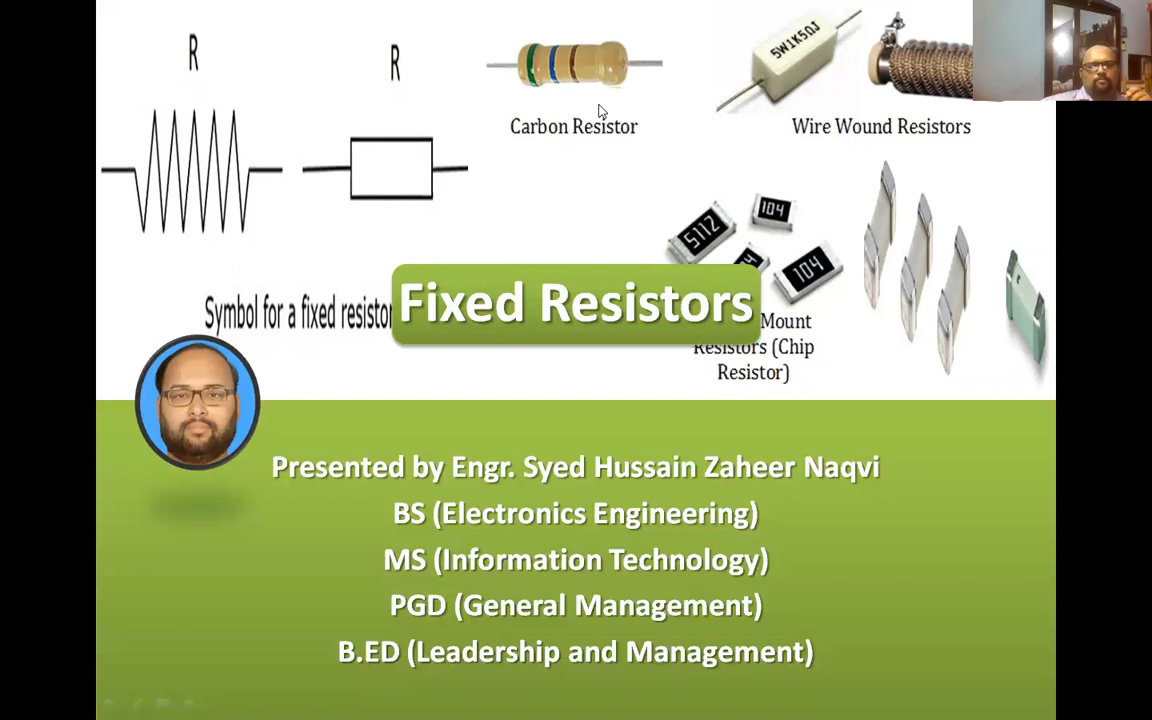 R
R
5W1K5ΩJ
Carbon Resistor
Wire Wound Resistors
5112
104
104
Symbol for a fixed resistor
Fixed Resistors
Mount
Resistors (Chip
Resistor)
Presented by Engr. Syed Hussain Zaheer Naqvi
BS (Electronics Engineering)
MS (Information Technology)
PGD (General Management)
B.ED (Leadership and Management)